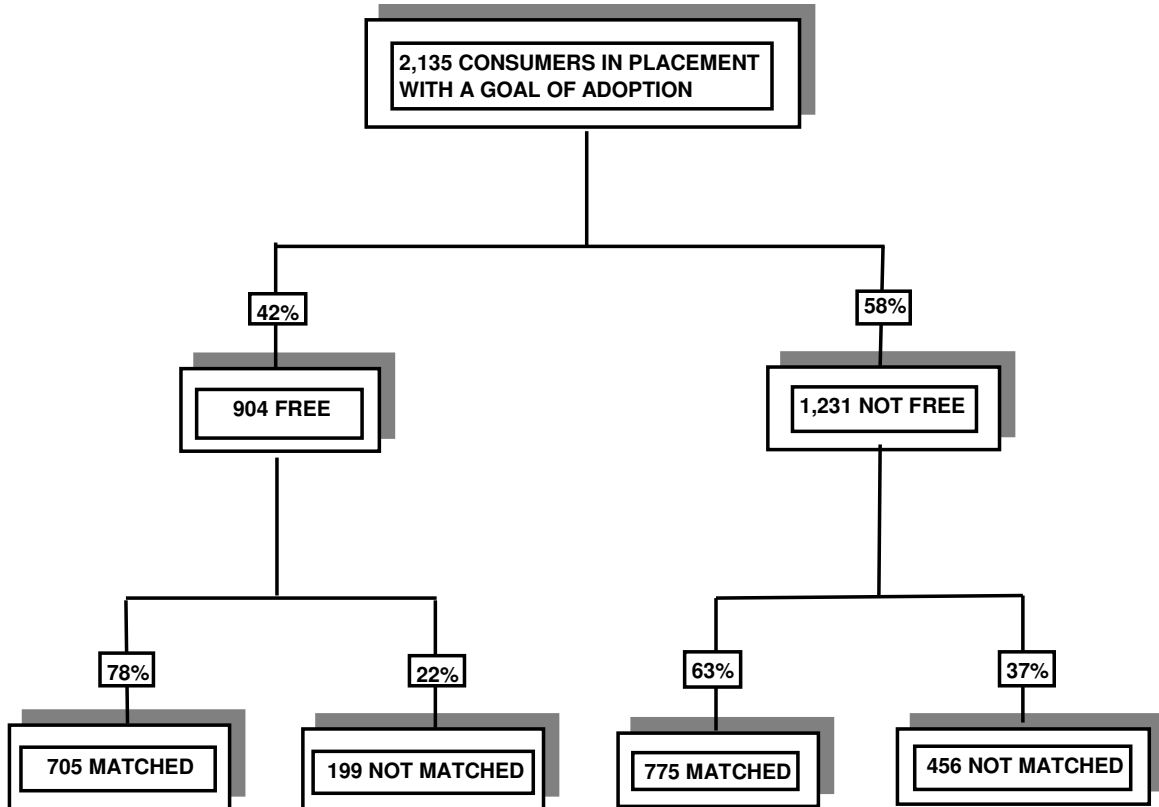 2,135 CONSUMERS IN PLACEMENT
WITH A GOAL OF ADOPTION
42%
58%
904 FREE
1,231 NOT FREE
78%
22%
63%
37%
705 MATCHED
199 NOT MATCHED
775 MATCHED
456 NOT MATCHED